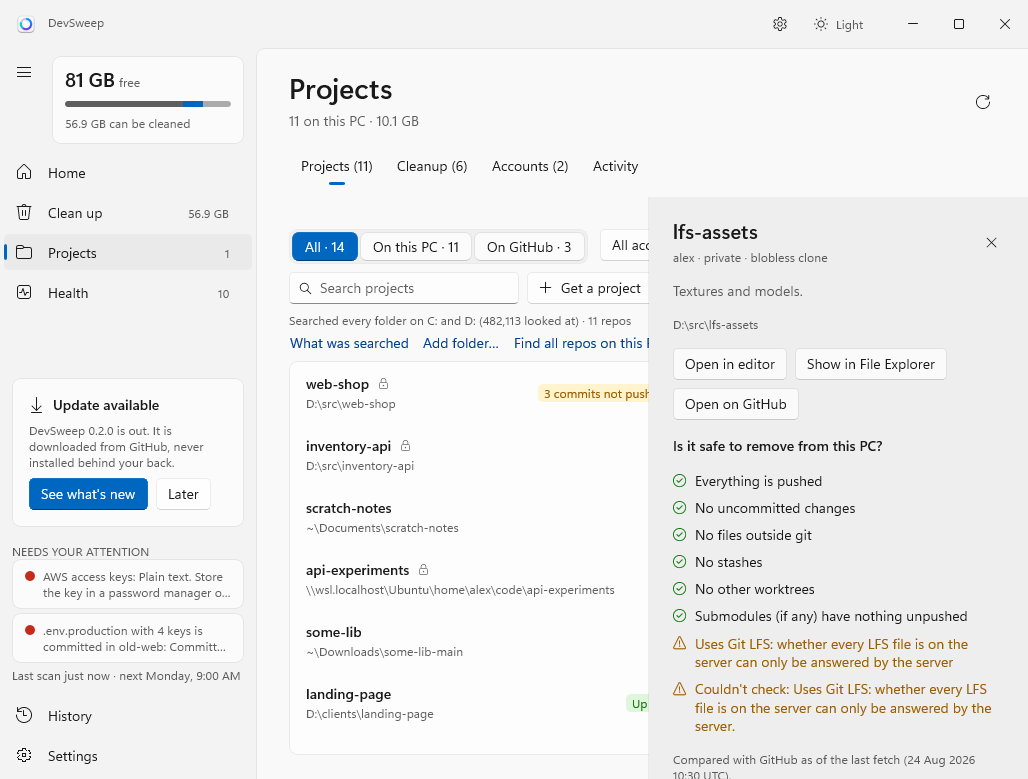 DevSweep
Light
81 GB free
56.9 GB can be cleaned
Home
Clean up 56.9 GB
Projects 1
Health 10
Update available
DevSweep 0.2.0 is out. It is
downloaded from GitHub, never
installed behind your back.
See what's new
Later
NEEDS YOUR ATTENTION
AWS access keys: Plain text. Store
the key in a password manager o...
.env.production with 4 keys is
committed in old-web: Committ...
Last scan just now · next Monday, 9:00 AM
History
Settings
Projects
11 on this PC · 10.1 GB
Projects (11) Cleanup (6) Accounts (2) Activity
All · 14 On this PC · 11 On GitHub · 3 All acc
Search projects
Get a project
Searched every folder on C: and D: (482,113 looked at) · 11 repos
What was searched Add folder... Find all repos on this
web-shop
D:\src\web-shop
3 commits not push
inventory-api
D:\src\inventory-api
scratch-notes
~\Documents\scratch-notes
api-experiments
\\wsl.localhost\Ubuntu\home\alex\code\api-experiments
some-lib
~\Downloads\some-lib-main
landing-page
D:\clients\landing-page
Up
lfs-assets
alex · private · blobless clone
Textures and models.
D:\src\lfs-assets
Open in editor
Show in File Explorer
Open on GitHub
Is it safe to remove from this PC?
Everything is pushed
No uncommitted changes
No files outside git
No stashes
No other worktrees
Submodules (if any) have nothing unpushed
Uses Git LFS: whether every LFS file is on the
server can only be answered by the server
Couldn't check: Uses Git LFS: whether every LFS
file is on the server can only be answered by the
server.
Compared with GitHub as of the last fetch (24 Aug 2026
10:30 UTC).